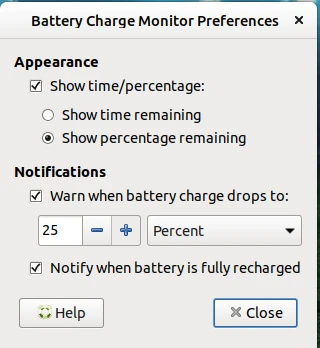 Battery Charge Monitor Preferences
Appearance
Show time/percentage:
Show time remaining
Show percentage remaining
Notifications
Warn when battery charge drops to:
25 Percent
Notify when battery is fully recharged
Help Close